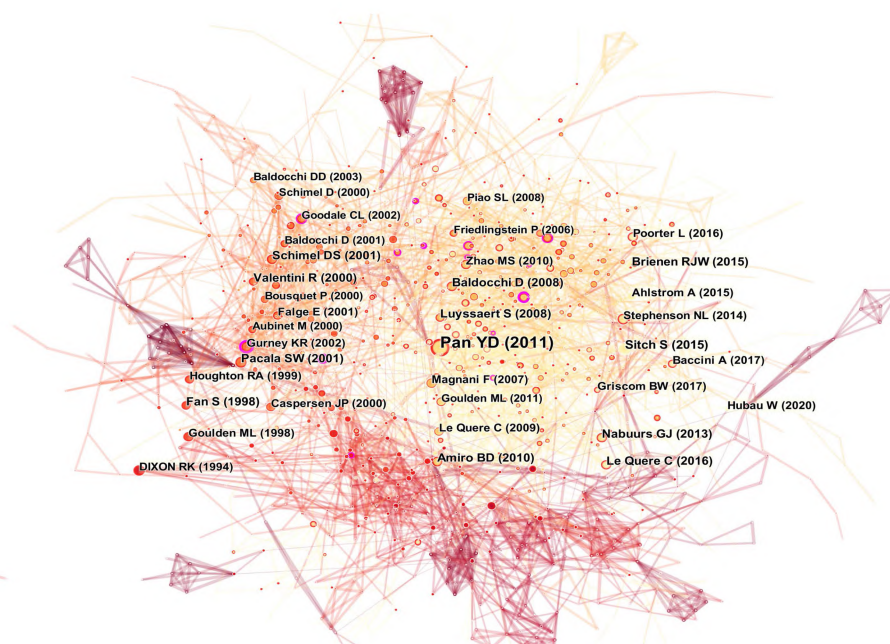 Baldocchi DD (2003)
Schimel D (2000)
Piao SL (2008)
Goodale CL (2002)
Friedlingstein P (2006)
Poorter L (2016)
Baldocchi D (2001)
Schimel DS (2001)
Zhao MS (2010)
Brienen RJW (2015)
Valentini R (2000)
Baldocchi D (2008)
Ahlstrom A (2015)
Bousquet P (2000)
Falge E (2001)
Luyssaert S (2008)
Stephenson NL (2014)
Aubinet M (2000)
Gurney KR (2002)
Pan YD (2011)
Sitch S (2015)
Pacala SW (2001)
Baccini A (2017)
Houghton RA (1999)
Magnani F (2007)
Griscom BW (2017)
Fan S (1998)
Caspersen JP (2000)
Goulden ML (2011)
Hubau W (2020)
Goulden ML (1998)
Le Quere C (2009)
Nabuurs GJ (2013)
DIXON RK (1994)
Amiro BD (2010)
Le Quere C (2016)